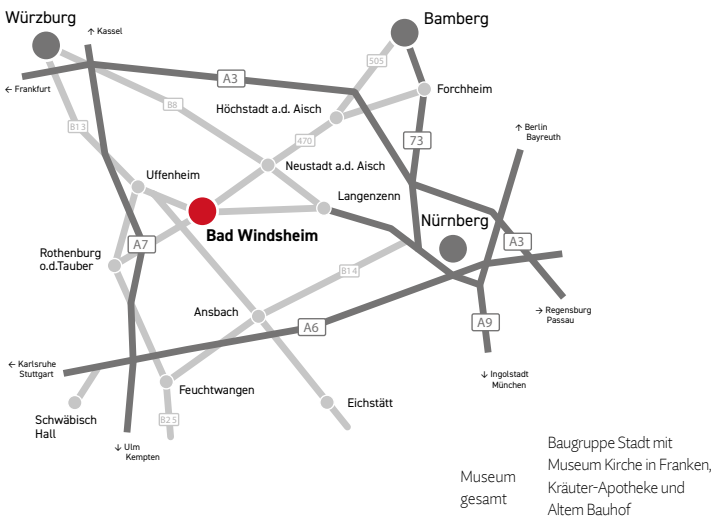 Würzburg
Bamberg
↑ Kassel
505
← Frankfurt
A3
Forchheim
B8
Höchstadt a.d. Aisch
B13
↑ Berlin
Bayreuth
470
73
Neustadt a.d. Aisch
Uffenheim
Langenzenn
Nürnberg
Bad Windsheim
A7
A3
Rothenburg
o.d.Tauber
B14
Ansbach
→ Regensburg
Passau
A6
A9
← Karlsruhe
Stuttgart
↓ Ingolstadt
München
Feuchtwangen
Eichstätt
Schwäbisch
Hall
B25
↓ Ulm
Kempten
Museum
gesamt
Baugruppe Stadt mit
Museum Kirche in Franken,
Kräuter-Apotheke und
Altem Bauhof